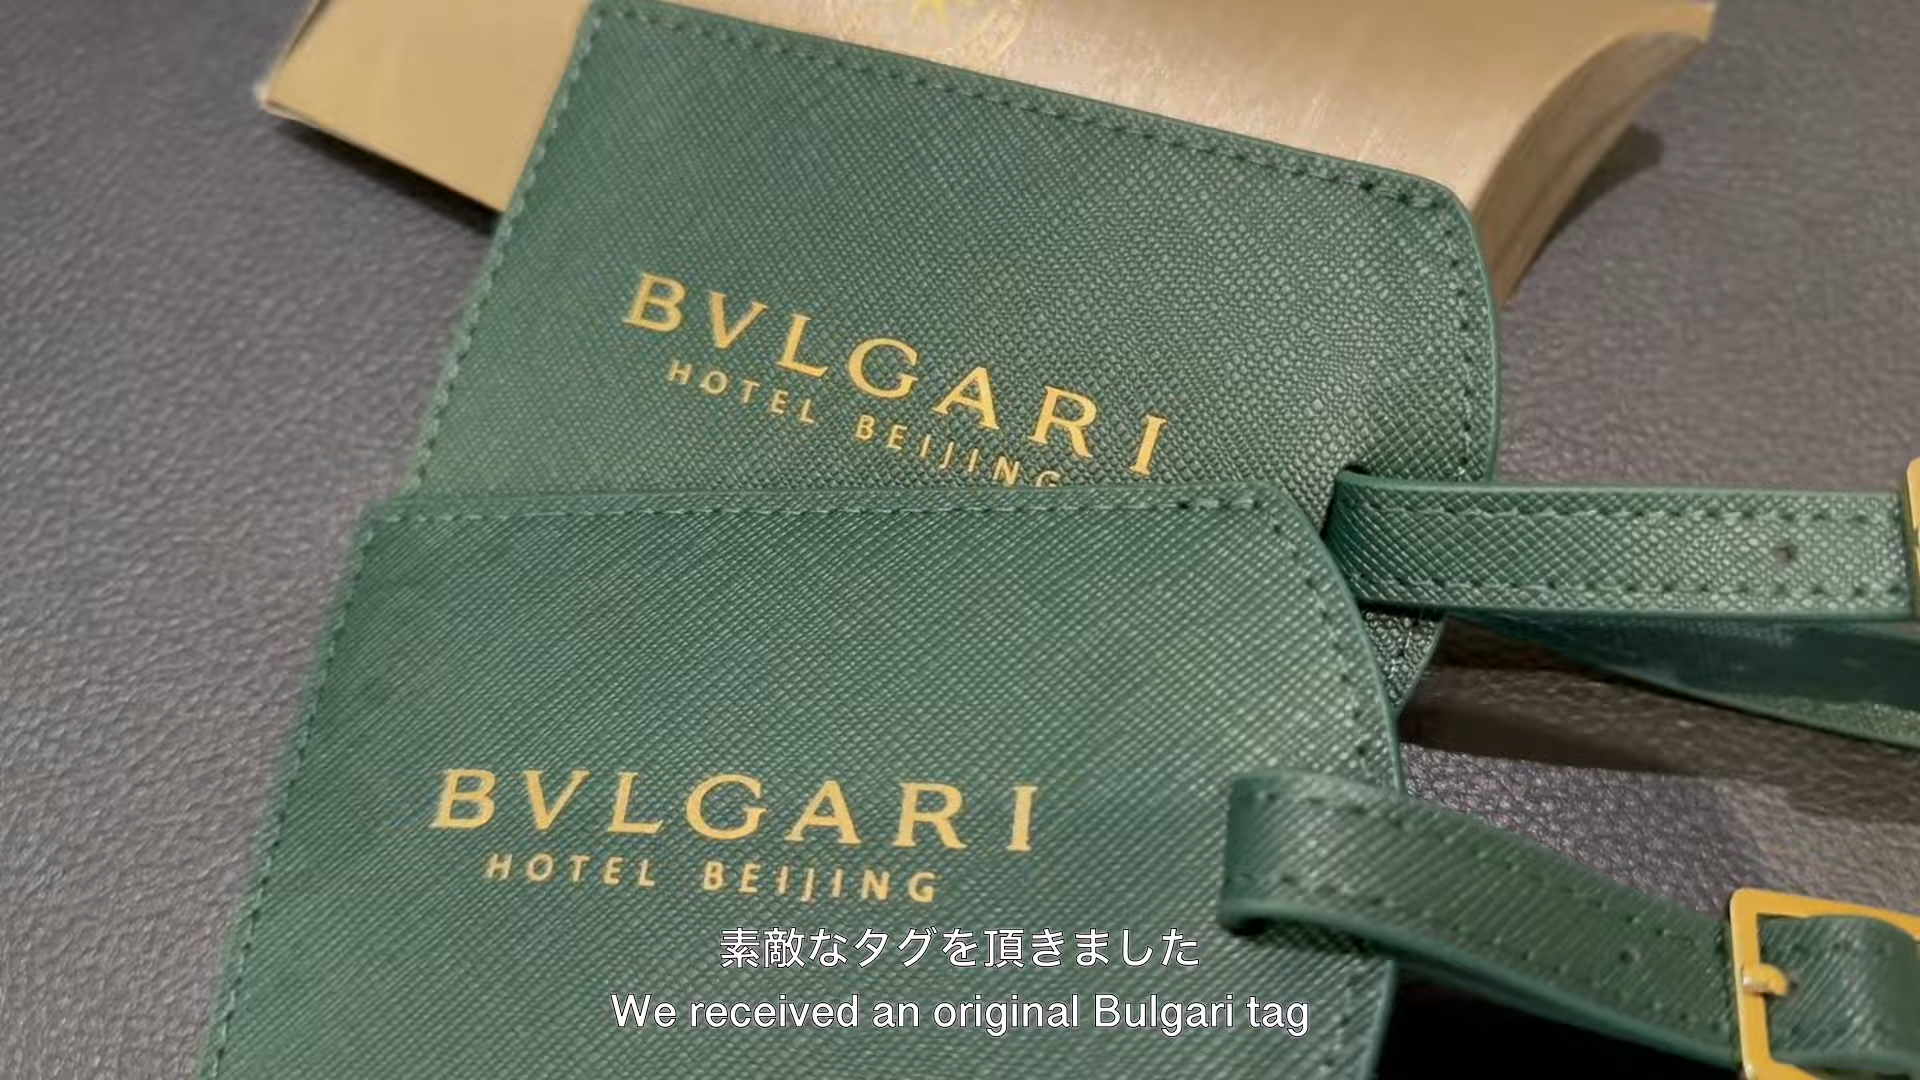 BVLGARI
HOTEL BEIJING
BVLGARI
HOTEL BEIJING
素敵なタグを頂きました
We received an original Bulgari tag